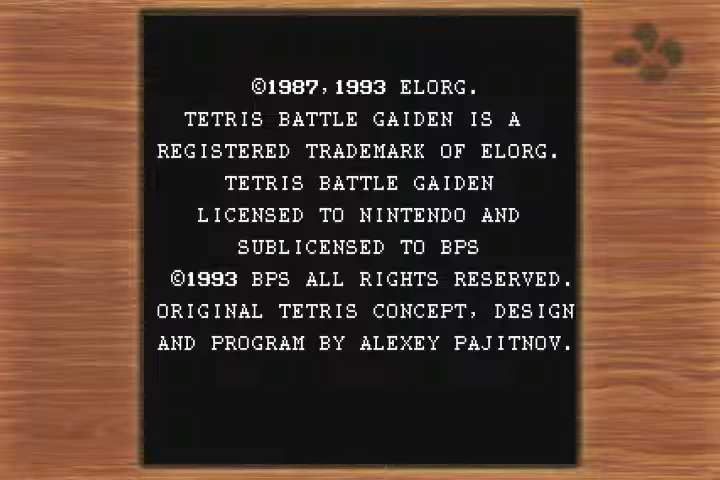 ©1987,1993 ELORG.
TETRIS BATTLE GAIDEN IS A
REGISTERED TRADEMARK OF ELORG.
TETRIS BATTLE GAIDEN
LICENSED TO NINTENDO AND
SUBLICENSED TO BPS
©1993 BPS ALL RIGHTS RESERVED.
ORIGINAL TETRIS CONCEPT, DESIGN
AND PROGRAM BY ALEXEY PAJITNOV.